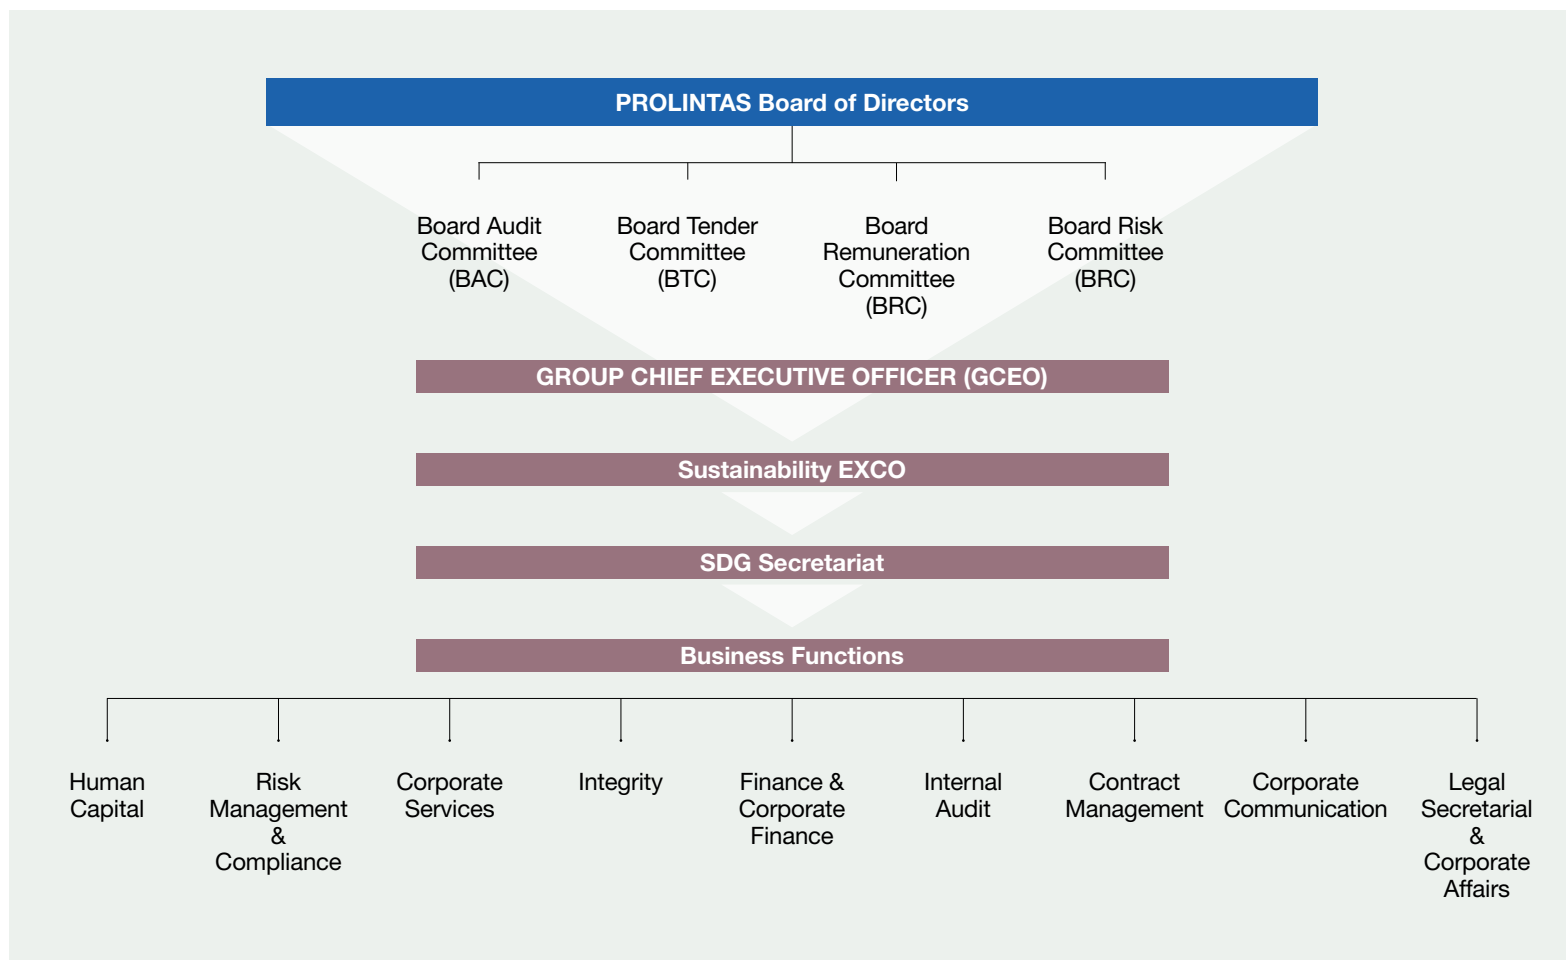 PROLINTAS Board of Directors
Board Audit
Committee
(BAC)
Board Tender
Committee
(BTC)
Board
Remuneration
Committee
(BRC)
Board Risk
Committee
(BRC)
GROUP CHIEF EXECUTIVE OFFICER (GCEO)
Sustainability EXCO
SDG Secretariat
Business Functions
Human
Capital
Risk
Management
&
Compliance
Corporate
Services
Integrity
Finance &
Corporate
Finance
Internal
Audit
Contract
Management
Corporate
Communication
Legal
Secretarial
&
Corporate
Affairs